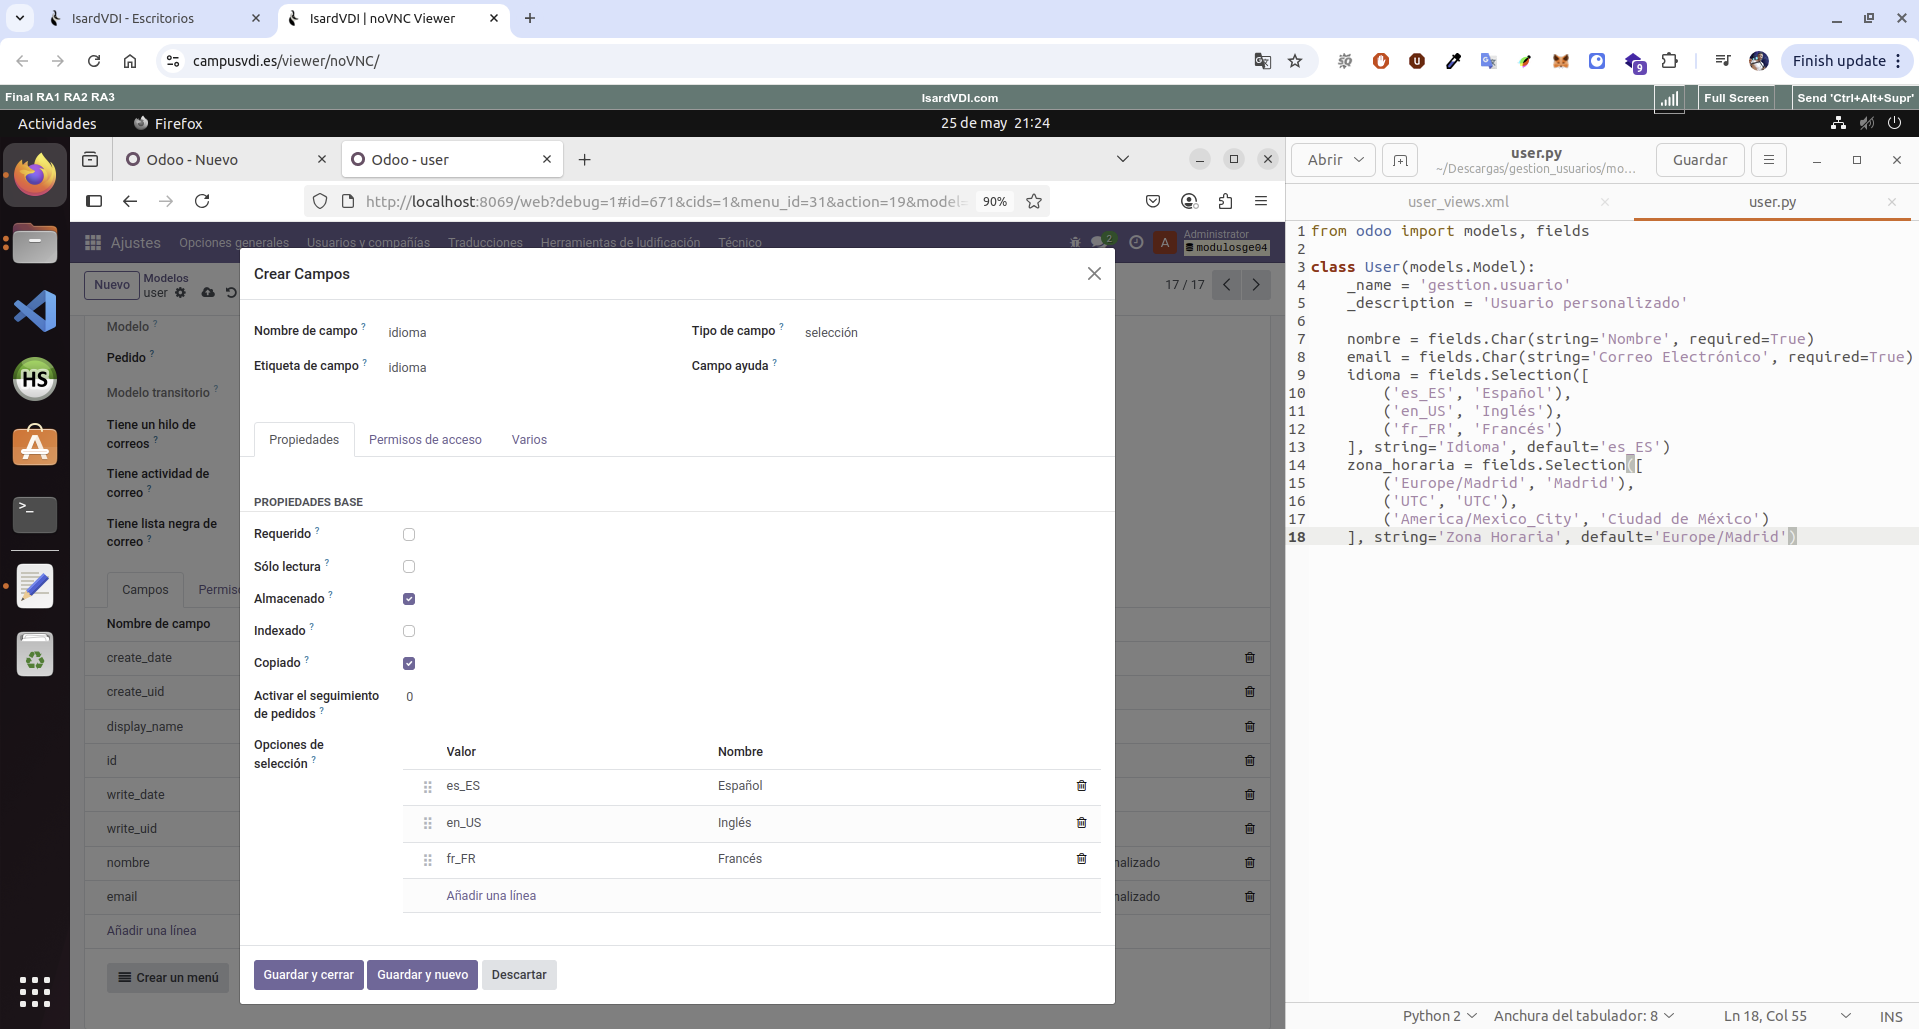 IsardVDI - Escritorios
IsardVDI | noVNC Viewer
campusvdi.es/viewer/noVNC/
9
Finish update
Final RA1 RA2 RA3
IsardVDI.com
Full Screen
Send 'Ctrl+Alt+Supr'
Actividades
Firefox
25 de may 21:24
Odoo - Nuevo
Odoo - user
http://localhost:8069/web?debug=1#id=671&cids=1&menu_id=31&action=19&model=
90%
Ajustes
Opciones generales
Usuarios y compañías
Traducciones
Herramientas de ludificación
Técnico
2
A
Administrator
modulosge04
Nuevo
Modelos
user
17 / 17
Modelo ?
Pedido ?
Modelo transitorio ?
Tiene un hilo de
correos ?
Tiene actividad de
correo ?
Tiene lista negra de
correo ?
Campos
Permiso
Nombre de campo
create_date
create_uid
display_name
id
write_date
write_uid
nombre
nalizado
email
nalizado
Añadir una línea
Crear un menú
Crear Campos
Nombre de campo ?
idioma
Tipo de campo ?
selección
Etiqueta de campo ?
idioma
Campo ayuda ?
Propiedades
Permisos de acceso
Varios
PROPIEDADES BASE
Requerido ?
Sólo lectura ?
Almacenado ?
Indexado ?
Copiado ?
Activar el seguimiento
de pedidos ?
0
Opciones de
selección ?
Valor
Nombre
es_ES
Español
en_US
Inglés
fr_FR
Francés
Añadir una línea
Guardar y cerrar
Guardar y nuevo
Descartar
HS
>_
Abrir
user.py
~/Descargas/gestion_usuarios/mo…
Guardar
user_views.xml
user.py
1 from odoo import models, fields
2
3 class User(models.Model):
4 _name = 'gestion.usuario'
5 _description = 'Usuario personalizado'
6
7 nombre = fields.Char(string='Nombre', required=True)
8 email = fields.Char(string='Correo Electrónico', required=True)
9 idioma = fields.Selection([
10 ('es_ES', 'Español'),
11 ('en_US', 'Inglés'),
12 ('fr_FR', 'Francés')
13 ], string='Idioma', default='es_ES')
14 zona_horaria = fields.Selection([
15 ('Europe/Madrid', 'Madrid'),
16 ('UTC', 'UTC'),
17 ('America/Mexico_City', 'Ciudad de México')
18 ], string='Zona Horaria', default='Europe/Madrid')
Python 2
Anchura del tabulador: 8
Ln 18, Col 55
INS